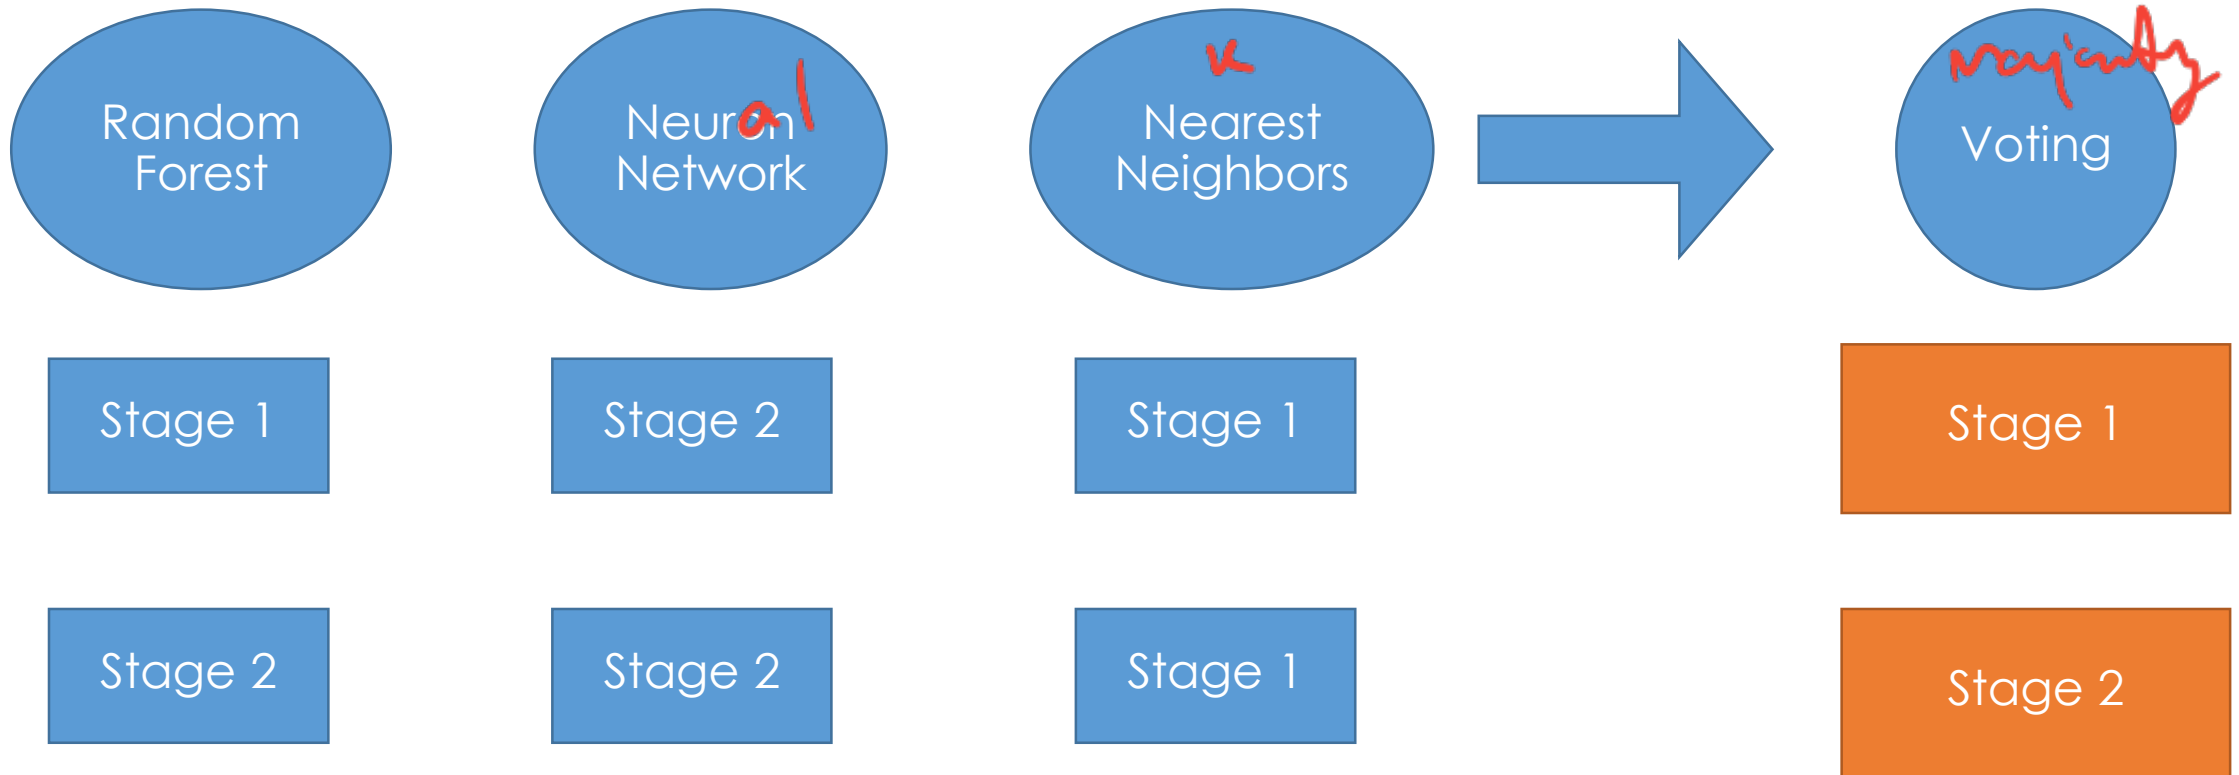 Random
Forest
Neuron
al
Network
K
Nearest
Neighbors
majority
Voting
Stage 1
Stage 2
Stage 1
Stage 1
Stage 2
Stage 2
Stage 1
Stage 2